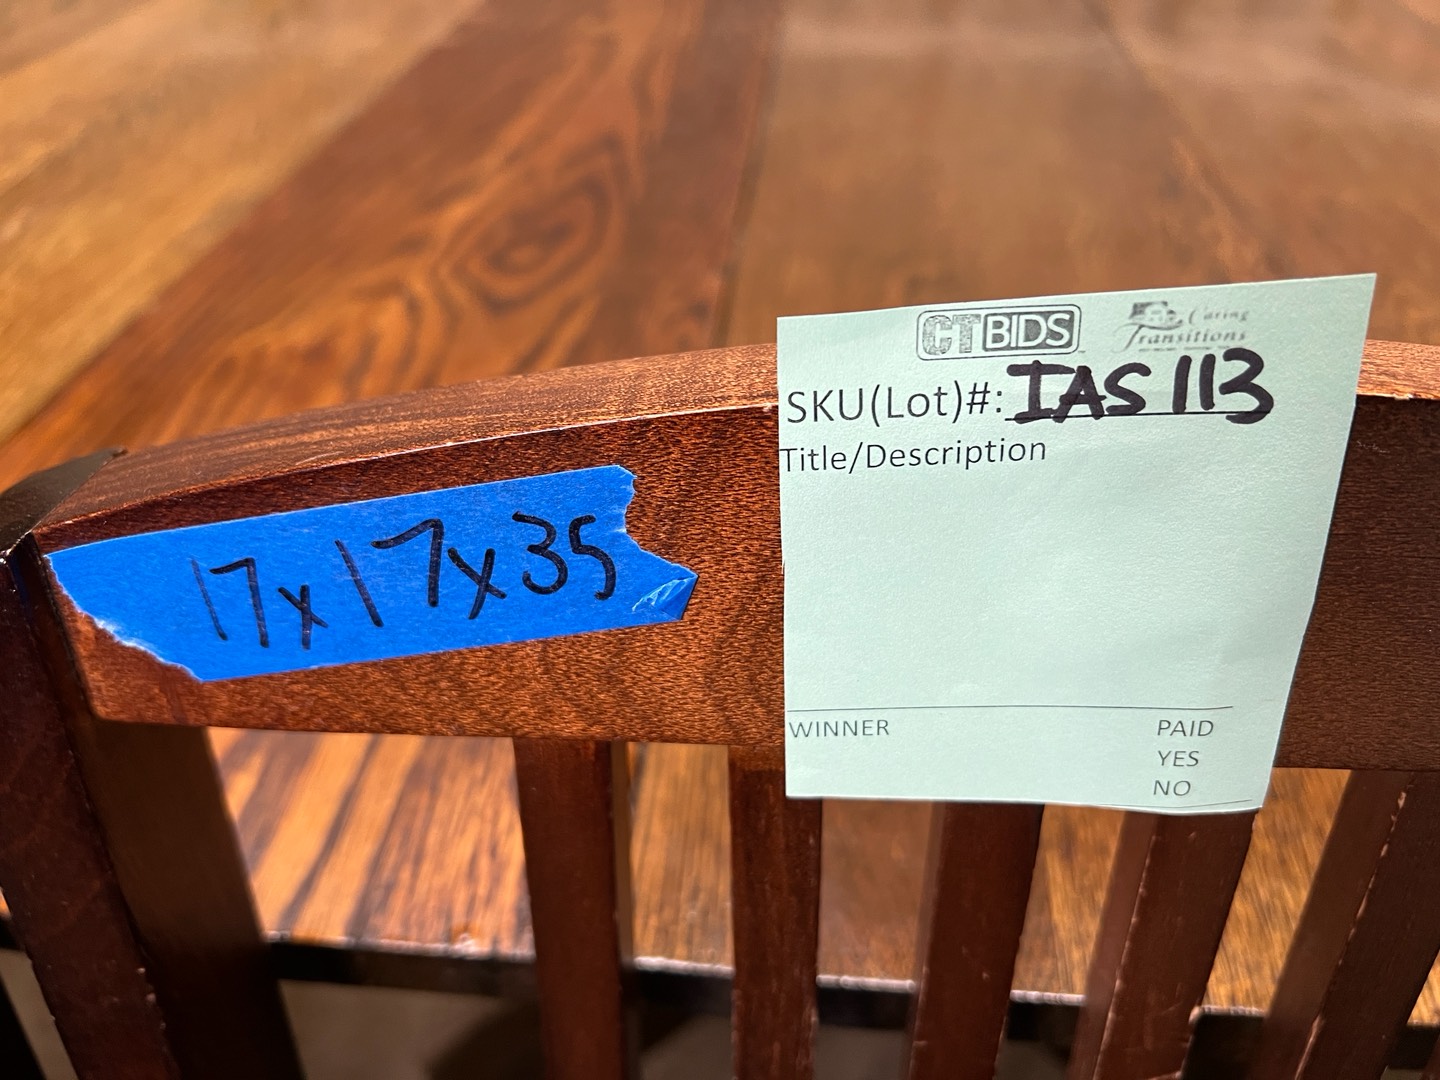 CTBIDS
Caring
Transitions
SKU(Lot)#: IAS 113
Title/Description
17x17x35
WINNER PAID
YES
NO